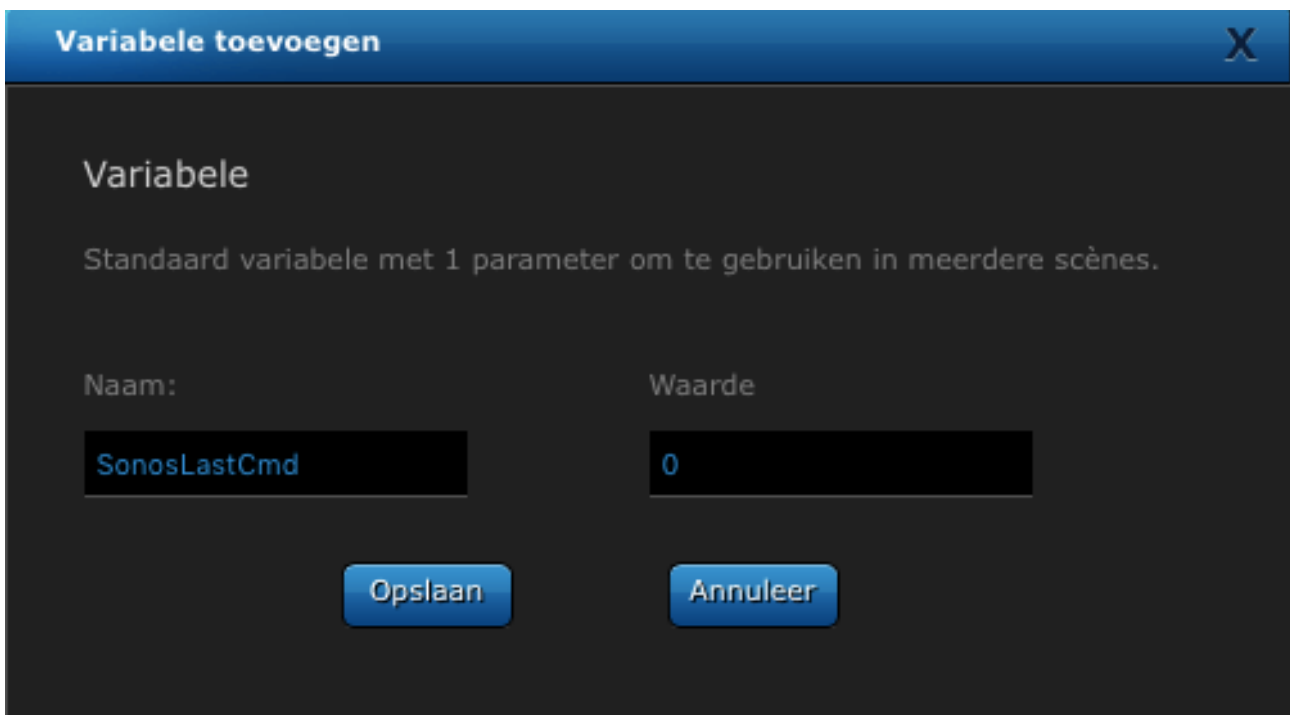 Variabele toevoegen X
Variabele
Standaard variabele met 1 parameter om te gebruiken in meerdere scènes.
Naam: Waarde
SonosLastCmd 0
Opslaan Annuleer